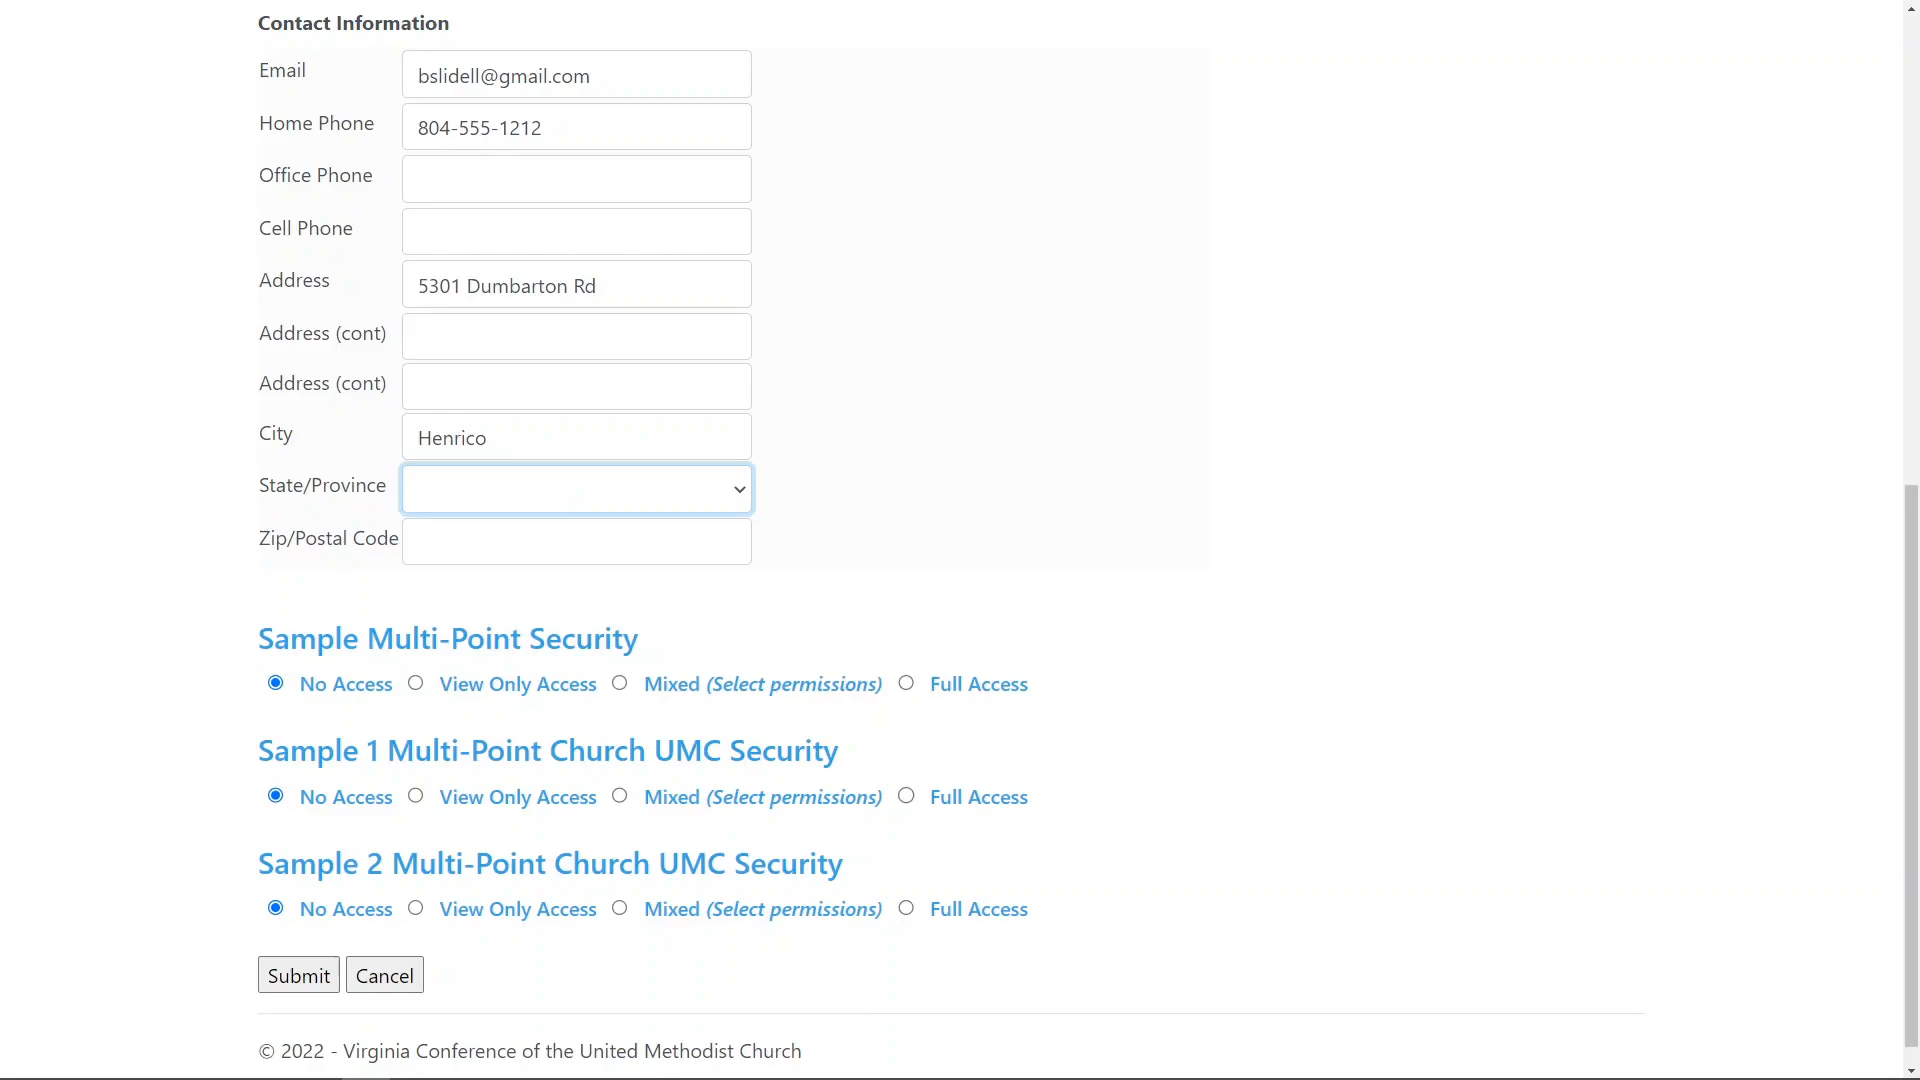 Contact Information
Email bslidell@gmail.com
Home Phone 804-555-1212
Office Phone
Cell Phone
Address 5301 Dumbarton Rd
Address (cont)
Address (cont)
City Henrico
State/Province
Zip/Postal Code
Sample Multi-Point Security
No Access View Only Access Mixed (Select permissions) Full Access
Sample 1 Multi-Point Church UMC Security
No Access View Only Access Mixed (Select permissions) Full Access
Sample 2 Multi-Point Church UMC Security
No Access View Only Access Mixed (Select permissions) Full Access
Submit Cancel
© 2022 - Virginia Conference of the United Methodist Church